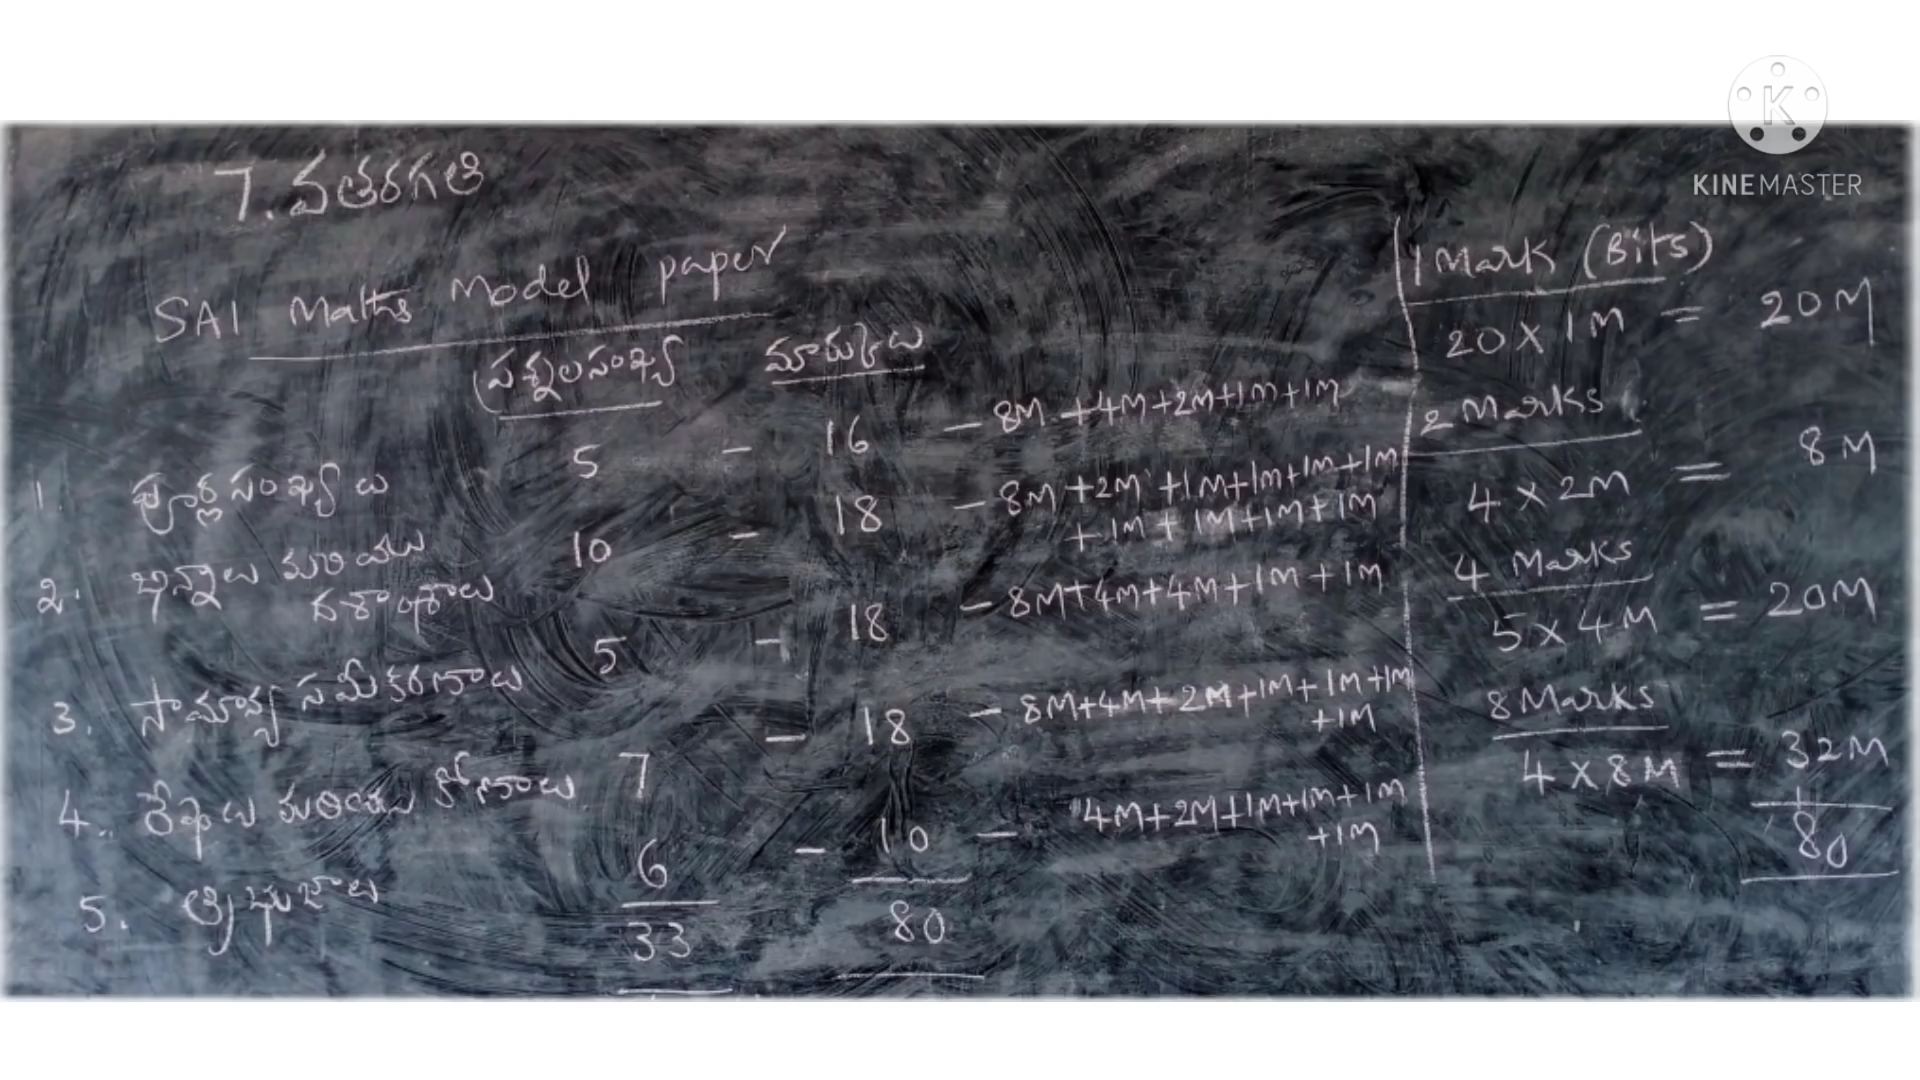 7. వతరగతి
SA1 Maths Model paper
ప్రశ్నల సంఖ్య మార్కులు
1. పూర్ణ సంఖ్యలు 5 - 16 - 8M + 4M + 2M + 1M + 1M
2. భిన్నాలు మరియు దశాంశాలు 10 - 18 - 8M + 2M + 1M + 1M + 1M + 1M
+ 1M + 1M + 1M + 1M
3. సామాన్య సమీకరణాలు 5 - 18 - 8M + 4M + 4M + 1M + 1M
4. రేఖలు మరియు కోణాలు 7 - 18 - 8M + 4M + 2M + 1M + 1M + 1M
+ 1M
5. త్రిభుజాలు 6 - 10 - 4M + 2M + 1M + 1M + 1M
+ 1M
33 80
1 Mark (Bits)
20 X 1M = 20M
2 Marks
4 X 2M = 8M
4 Marks
5 X 4M = 20M
8 Marks
4 X 8M = 32M
80
K
KINEMASTER